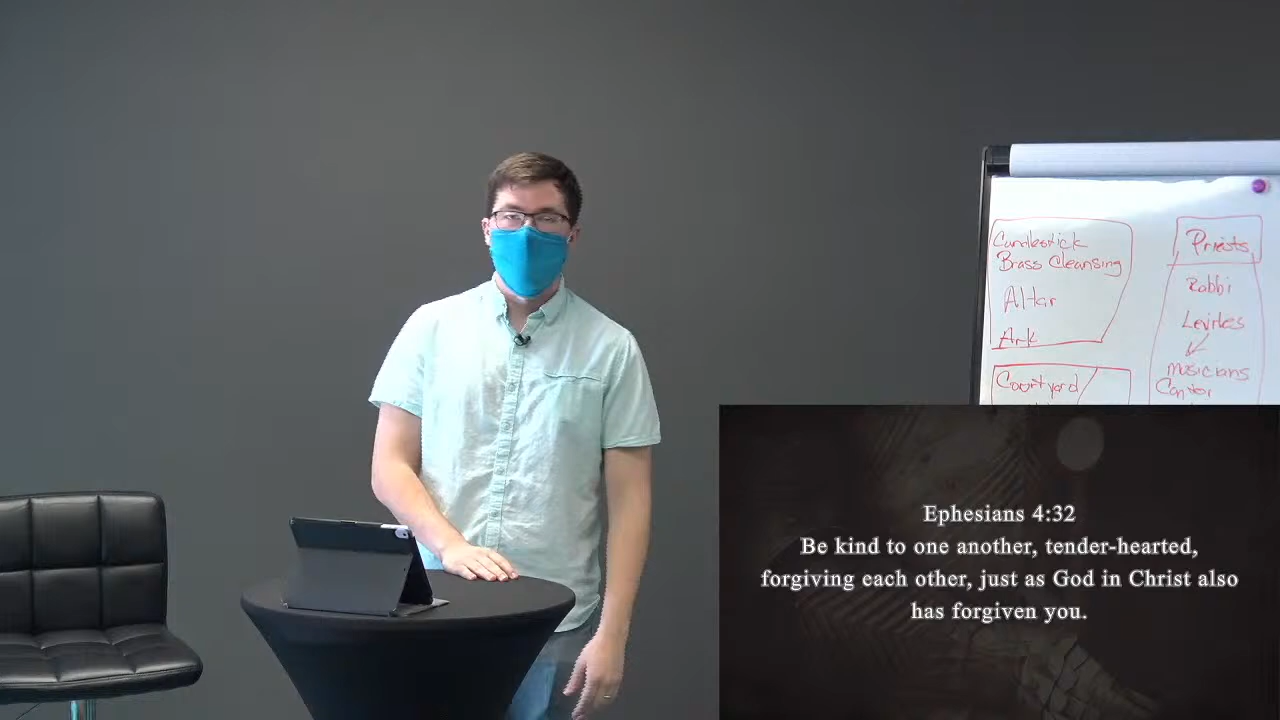 Candlestick
Brass Cleansing
Altar
Ark
Courtyard
Priests
Rabbi
Levites
Musicians
Cantor
Ephesians 4:32
Be kind to one another, tender-hearted,
forgiving each other, just as God in Christ also
has forgiven you.